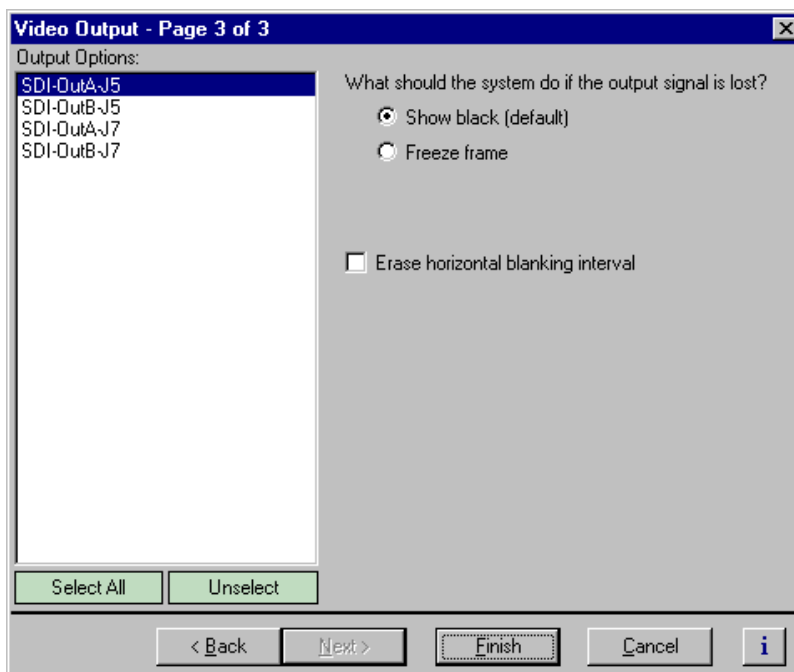 Video Output - Page 3 of 3
Output Options:
SDI-OutA-J5
SDI-OutB-J5
SDI-OutA-J7
SDI-OutB-J7
What should the system do if the output signal is lost?
Show black (default)
Freeze frame
Erase horizontal blanking interval
Select All
Unselect
< Back
Next >
Finish
Cancel
i